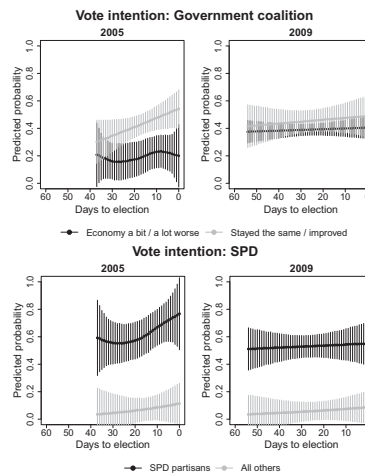 Vote intention: Government coalition
2005
2009
Predicted probability
0.0 0.2 0.4 0.6 0.8 1.0
60 50 40 30 20 10 0
Days to election
Predicted probability
0.0 0.2 0.4 0.6 0.8 1.0
60 50 40 30 20 10 0
Days to election
Economy a bit / a lot worse
Stayed the same / improved
Vote intention: SPD
2005
2009
Predicted probability
0.0 0.2 0.4 0.6 0.8 1.0
60 50 40 30 20 10 0
Days to election
Predicted probability
0.0 0.2 0.4 0.6 0.8 1.0
60 50 40 30 20 10 0
Days to election
SPD partisans
All others